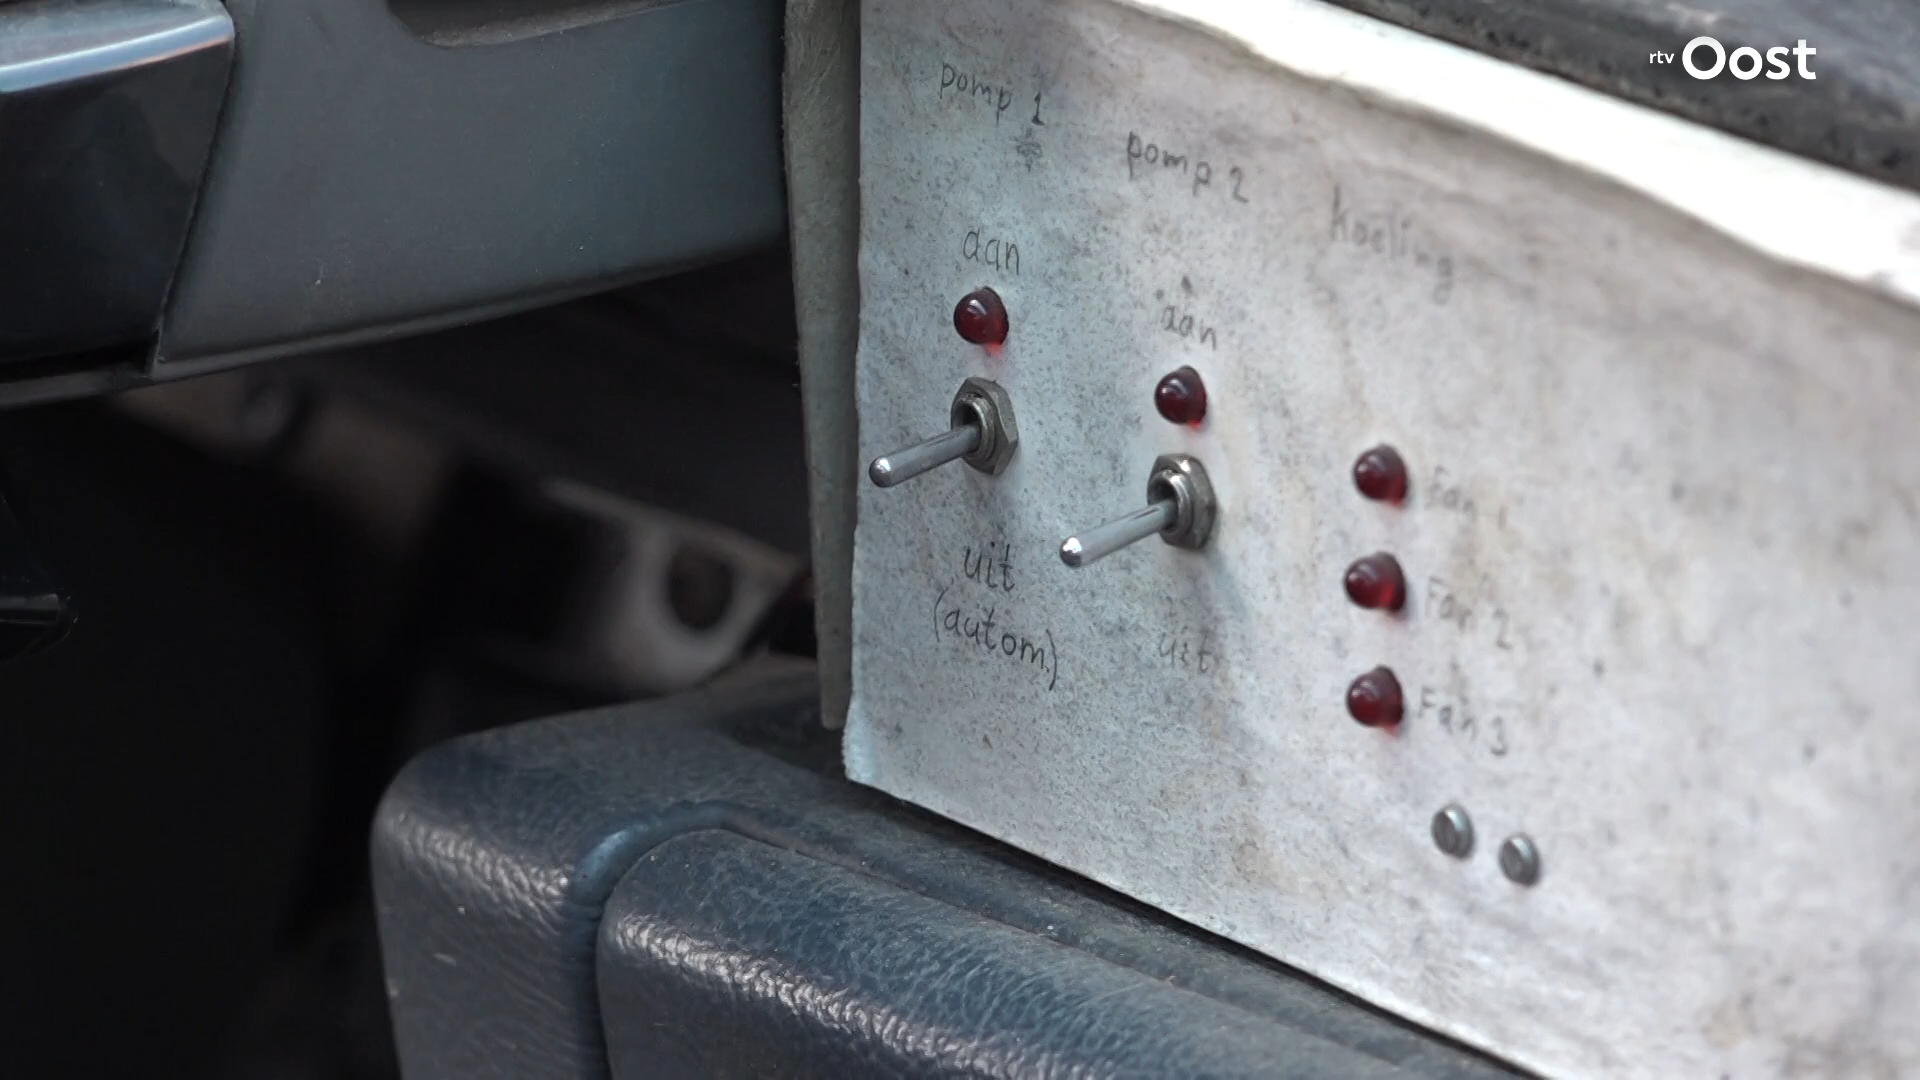 rtv Oost
pomp 1
pomp 2
koeling
aan
aan
uit
(autom.)
uit
Fan 1
Fan 2
Fan 3